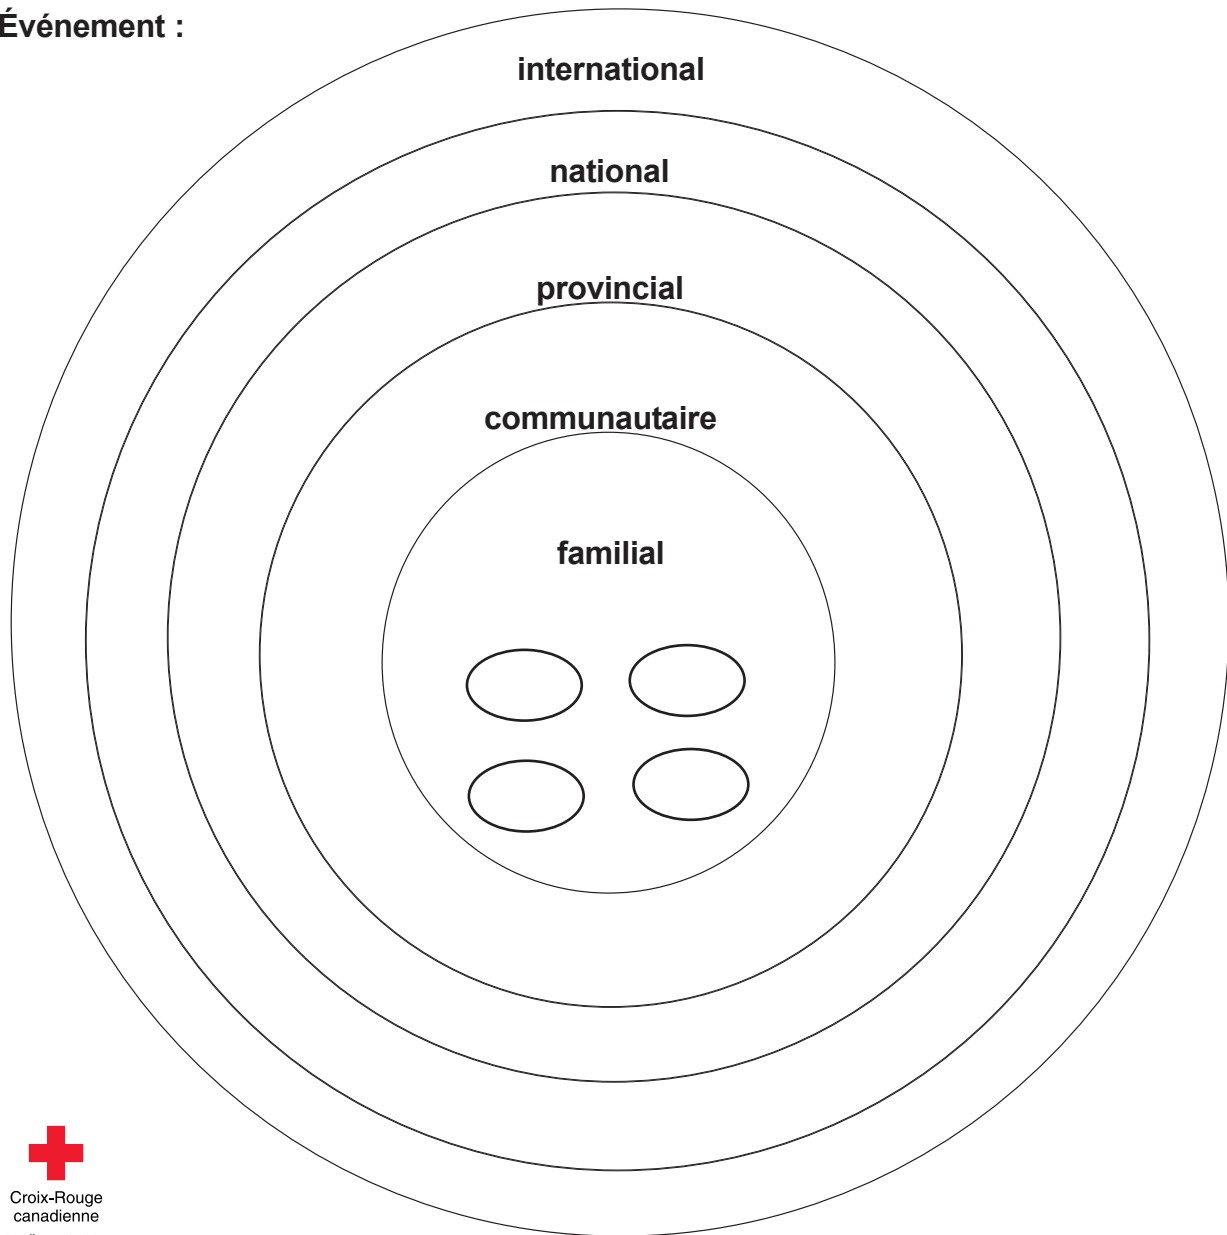 Événement :
international
national
provincial
communautaire
familial
Croix-Rouge
canadienne